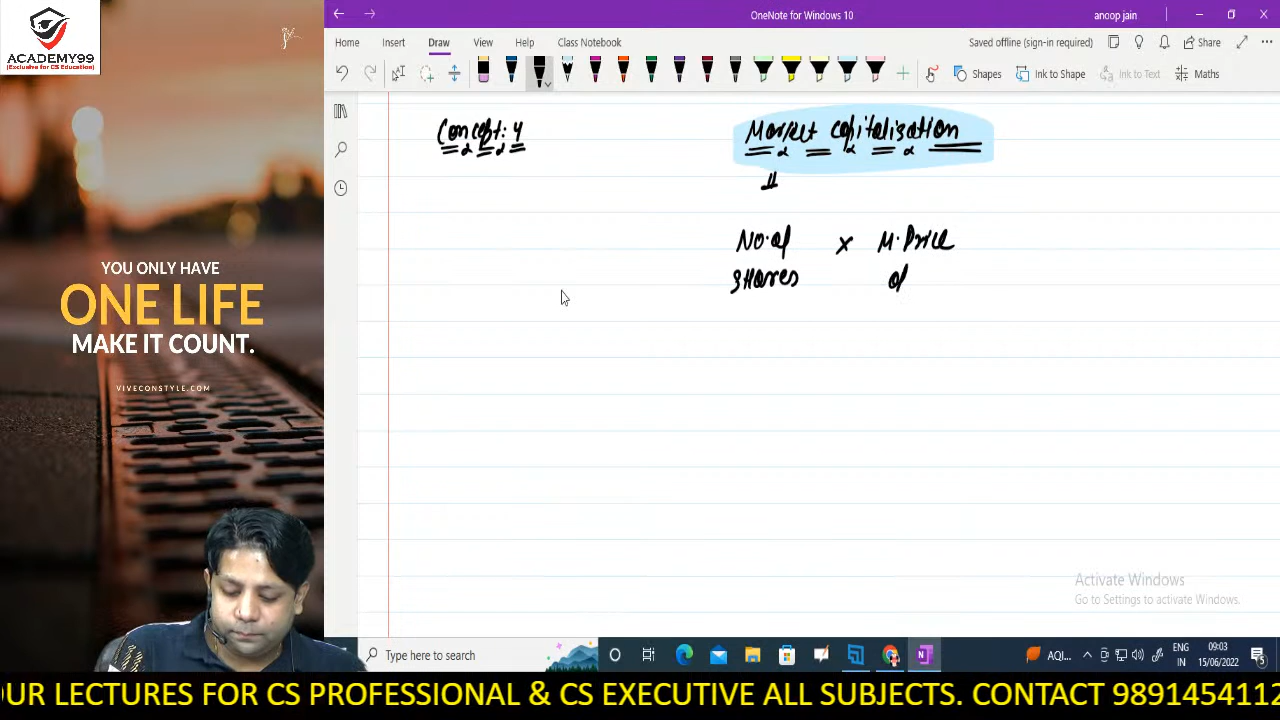 OneNote for Windows 10
anoop jain
Home Insert Draw View Help Class Notebook
Saved offline (sign-in required)
Share
Shapes Ink to Shape Ink to Text Maths
ACADEMY99
(Exclusive for CS Education)
YOU ONLY HAVE
ONE LIFE
MAKE IT COUNT.
VIVECONSTYLE.COM
Concept: 4
Market Capitalisation
No. of × M. Price
Shares of
Activate Windows
Go to Settings to activate Windows.
Type here to search
AQI...
ENG
IN
09:03
15/06/2022
5
OUR LECTURES FOR CS PROFESSIONAL & CS EXECUTIVE ALL SUBJECTS. CONTACT 9891454112